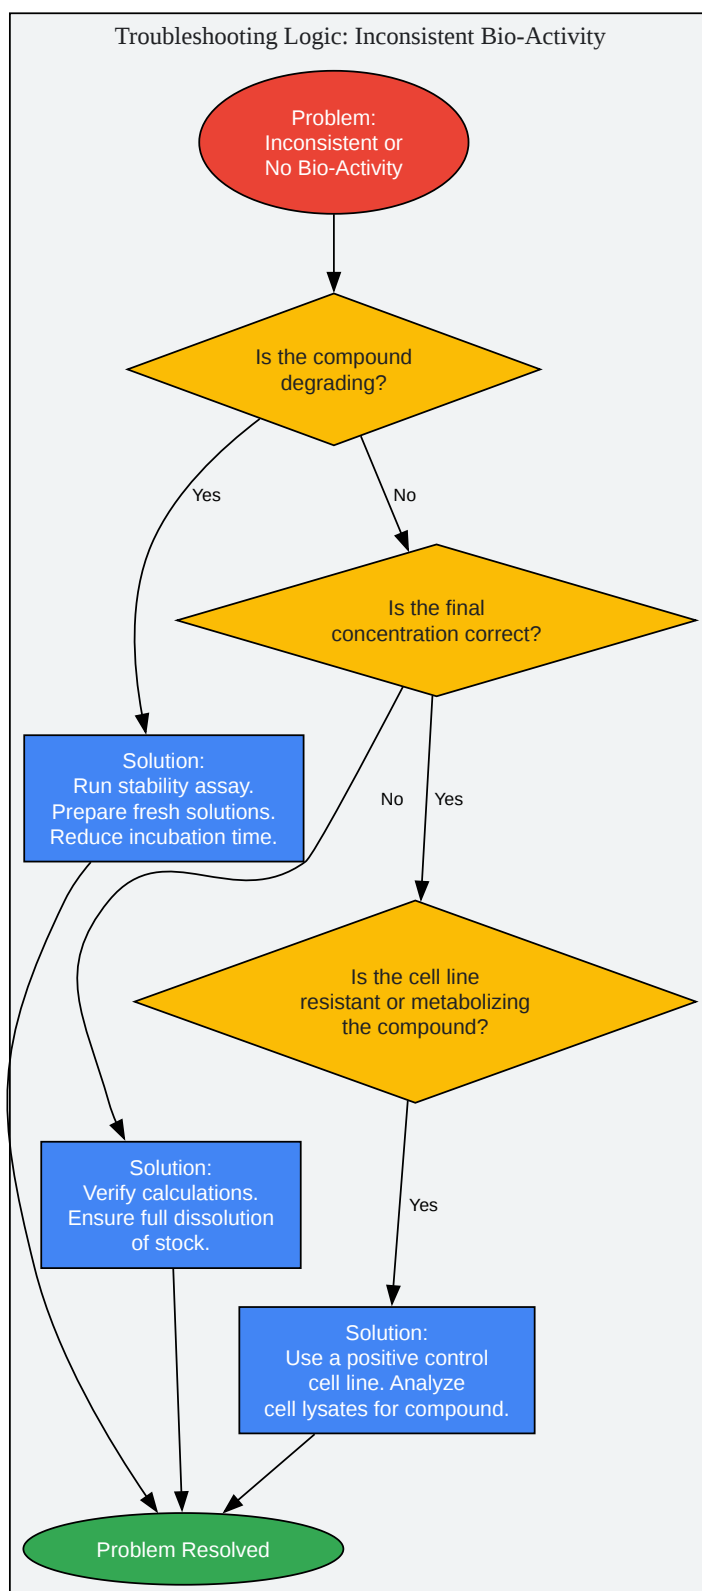 Troubleshooting Logic: Inconsistent Bio-Activity
Problem:
Inconsistent or
No Bio-Activity
Is the compound
degrading?
Yes
No
Is the final
concentration correct?
Solution:
Run stability assay.
Prepare fresh solutions.
Reduce incubation time.
No
Yes
Is the cell line
resistant or metabolizing
the compound?
Solution:
Verify calculations.
Ensure full dissolution
of stock.
Yes
Solution:
Use a positive control
cell line. Analyze
cell lysates for compound.
Problem Resolved